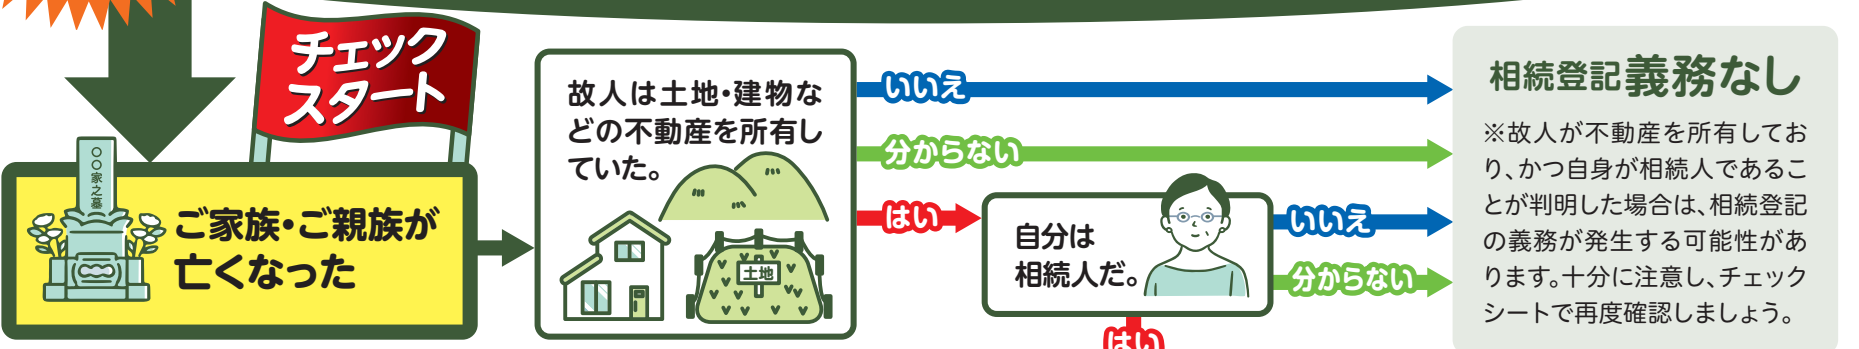 チェック
スタート
○○家之墓
ご家族・ご親族が
亡くなった
故人は土地・建物な
どの不動産を所有し
ていた。
土地
いいえ
分からない
はい
自分は
相続人だ。
いいえ
分からない
はい
相続登記義務なし
※故人が不動産を所有してお
り、かつ自身が相続人であるこ
とが判明した場合は、相続登記
の義務が発生する可能性があ
ります。十分に注意し、チェック
シートで再度確認しましょう。